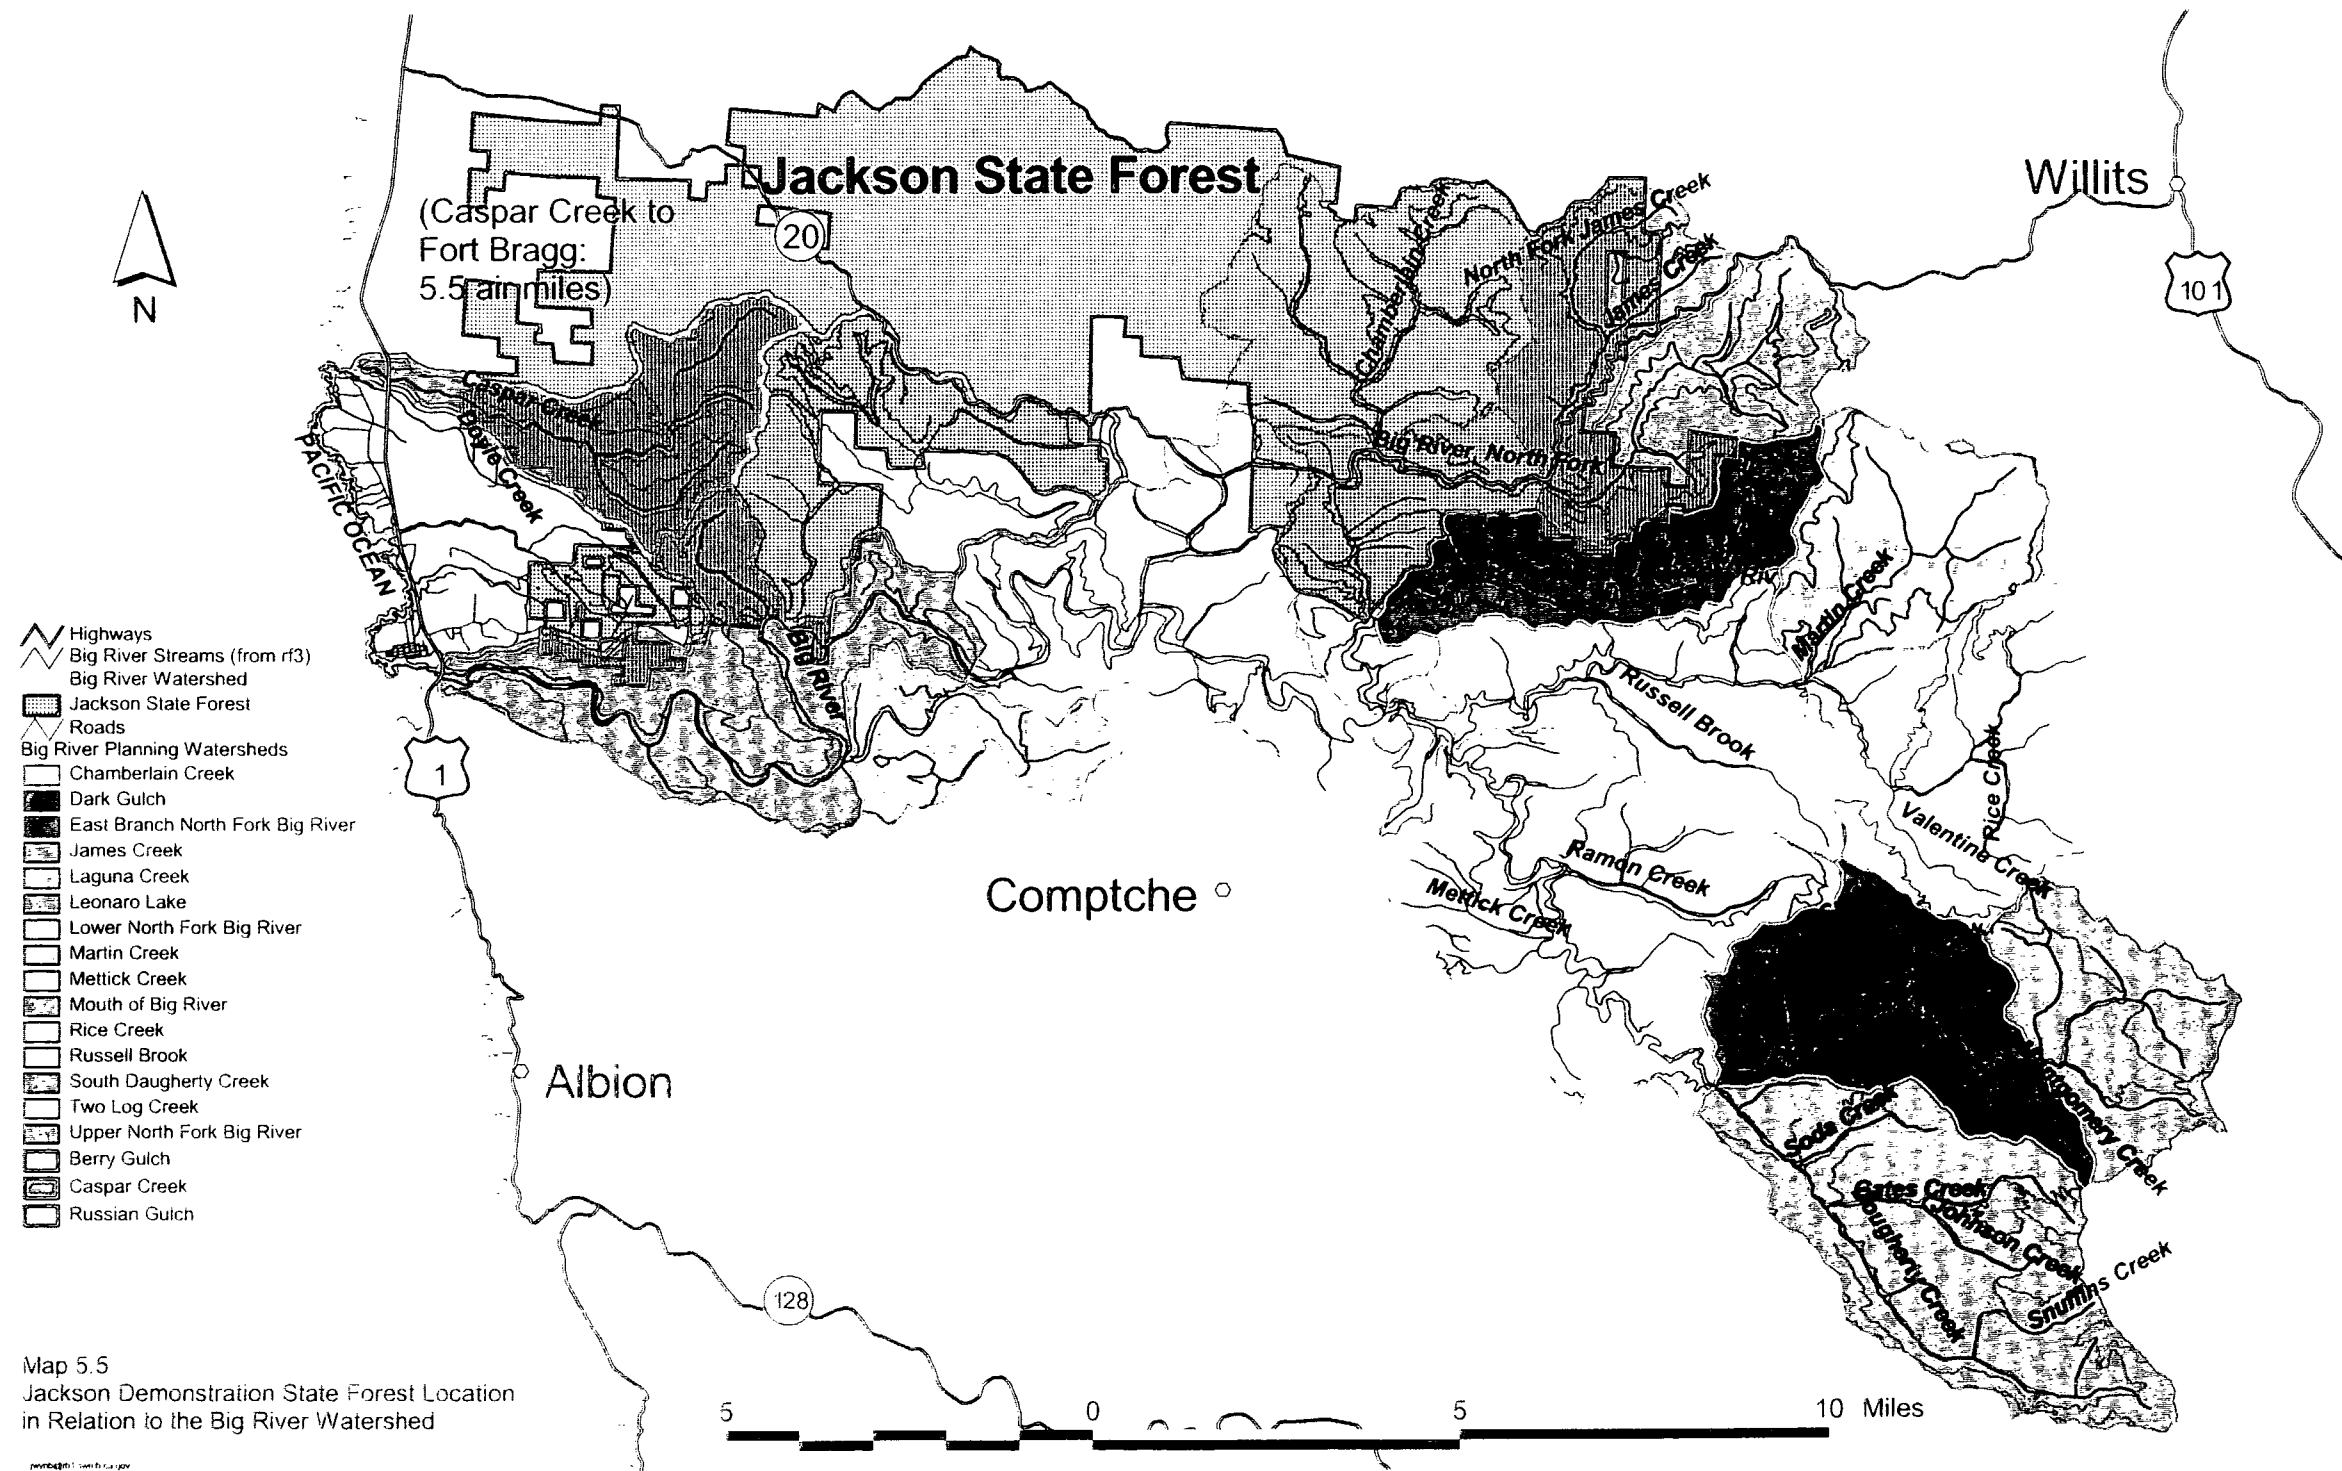 Jackson State Forest
Willits
(Caspar Creek to
Fort Bragg:
5.5 air miles)
20
Chamberlain Creek
North Fork James Creek
James Creek
101
N
Caspar Creek
Doyle Creek
Big River, North Fork
PACIFIC OCEAN
Riv
Martin Creek
Big River
Russell Brook
Rice Creek
Valentine Creek
1
Ramon Creek
Mettick Creek
Comptche
Albion
Soda Creek
Gates Creek
Johnson Creek
Creek
128
Highways
Big River Streams (from rf3)
Big River Watershed
Jackson State Forest
Roads
Big River Planning Watersheds
Chamberlain Creek
Dark Gulch
East Branch North Fork Big River
James Creek
Laguna Creek
Leonaro Lake
Lower North Fork Big River
Martin Creek
Mettick Creek
Mouth of Big River
Rice Creek
Russell Brook
South Daugherty Creek
Two Log Creek
Upper North Fork Big River
Berry Gulch
Caspar Creek
Russian Gulch
Map 5.5
Jackson Demonstration State Forest Location
in Relation to the Big River Watershed
5 0 5 10 Miles